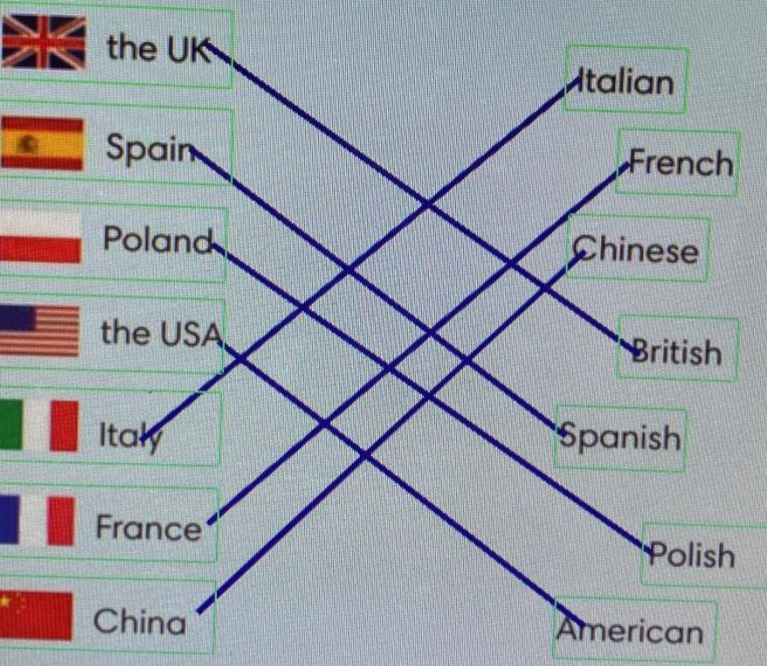 the UK
Spain
Poland
the USA
Italy
France
China
Italian
French
Chinese
British
Spanish
Polish
American